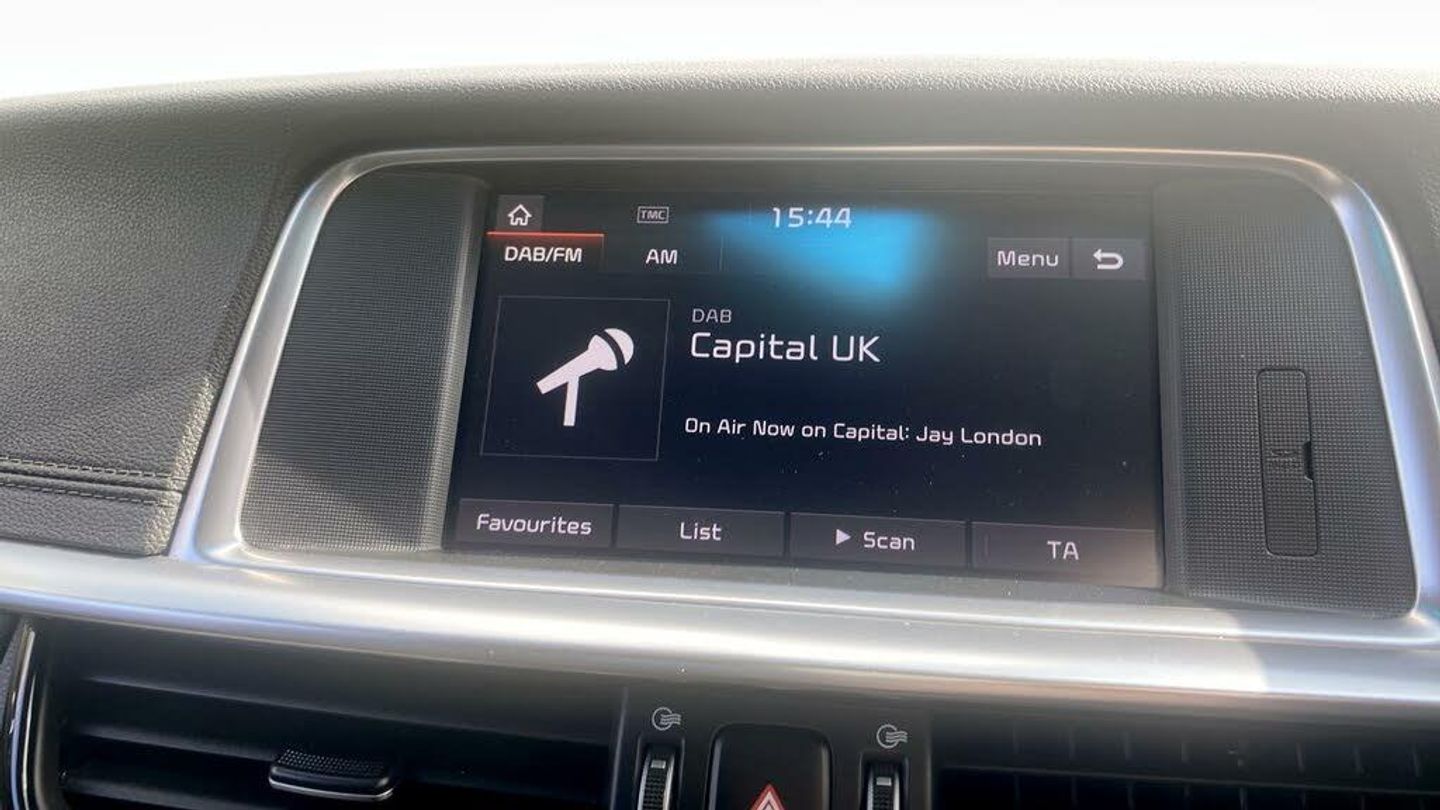 TMC
15:44
DAB/FM
AM
Menu
DAB
Capital UK
On Air Now on Capital: Jay London
Favourites
List
Scan
TA